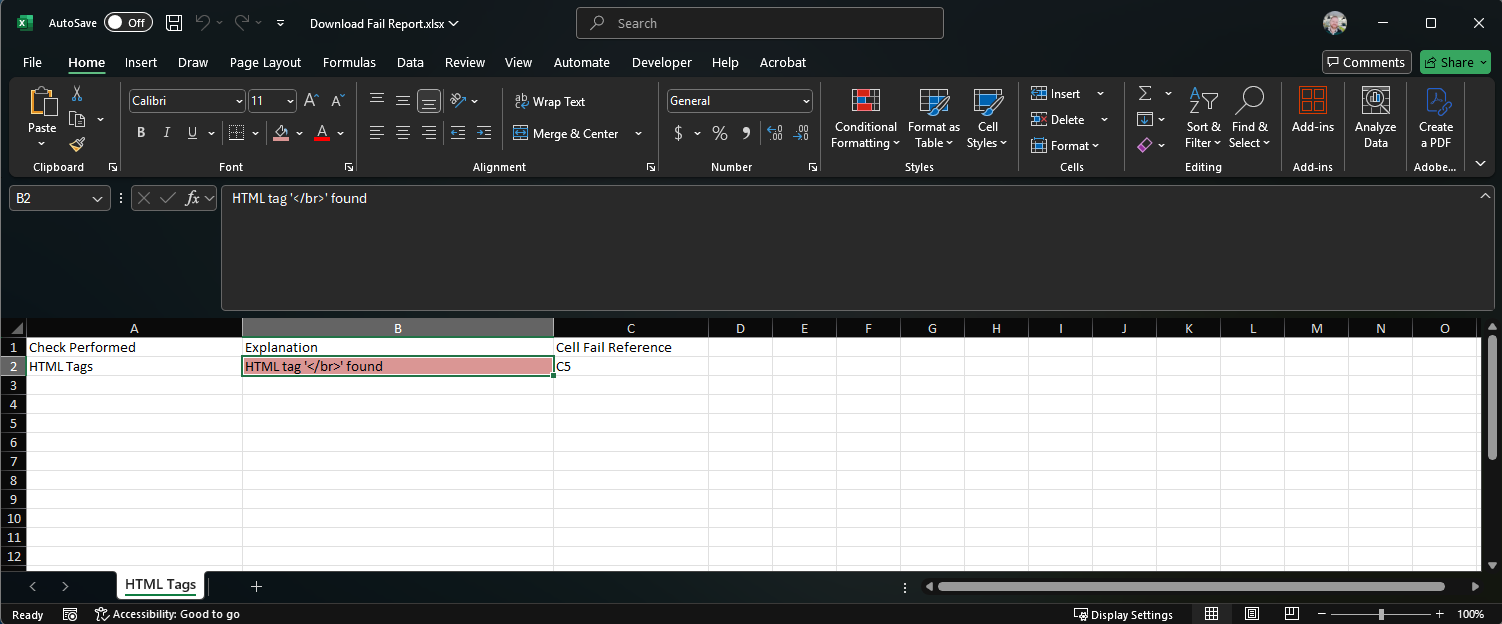 AutoSave Off Download Fail Report.xlsx Search
File Home Insert Draw Page Layout Formulas Data Review View Automate Developer Help Acrobat Comments Share
Paste
Clipboard
Calibri 11
B I U A
Font
Wrap Text
Merge & Center
Alignment
General
$ % 9
Number
Conditional Formatting
Format as Table
Cell Styles
Styles
Insert
Delete
Format
Cells
Sort & Filter
Find & Select
Editing
Add-ins
Add-ins
Analyze Data
Create a PDF
Adobe...
B2 fx HTML tag '</br>' found
A B C D E F G H I J K L M N O
1 Check Performed Explanation Cell Fail Reference
2 HTML Tags HTML tag '</br>' found C5
3
4
5
6
7
8
9
10
11
12
HTML Tags
Ready Accessibility: Good to go Display Settings 100%